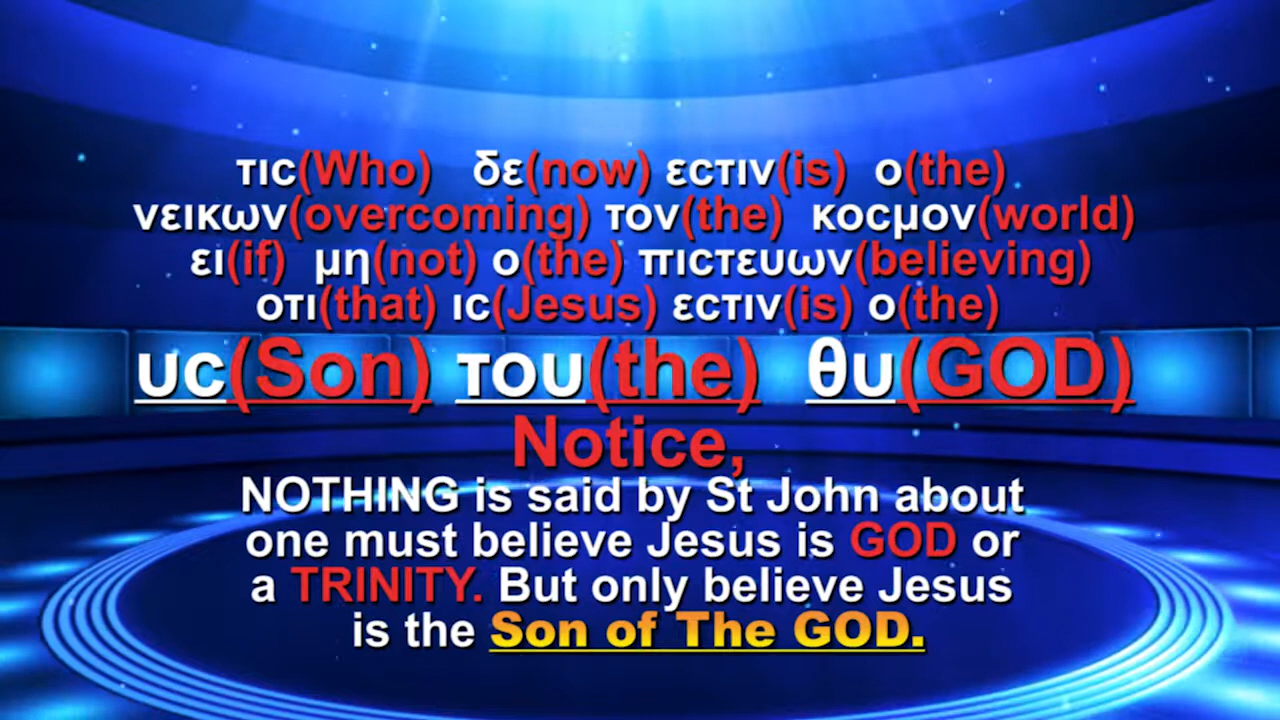 τιϲ(Who) δε(now) εϲτιν(is) ο(the)
νεικων(overcoming) τον(the) κοϲμον(world)
ει(if) μη(not) ο(the) πιϲτευων(believing)
οτι(that) ιϲ(Jesus) εϲτιν(is) ο(the)
υϲ(Son) του(the) θυ(GOD)
Notice,
NOTHING is said by St John about
one must believe Jesus is GOD or
a TRINITY. But only believe Jesus
is the Son of The GOD.